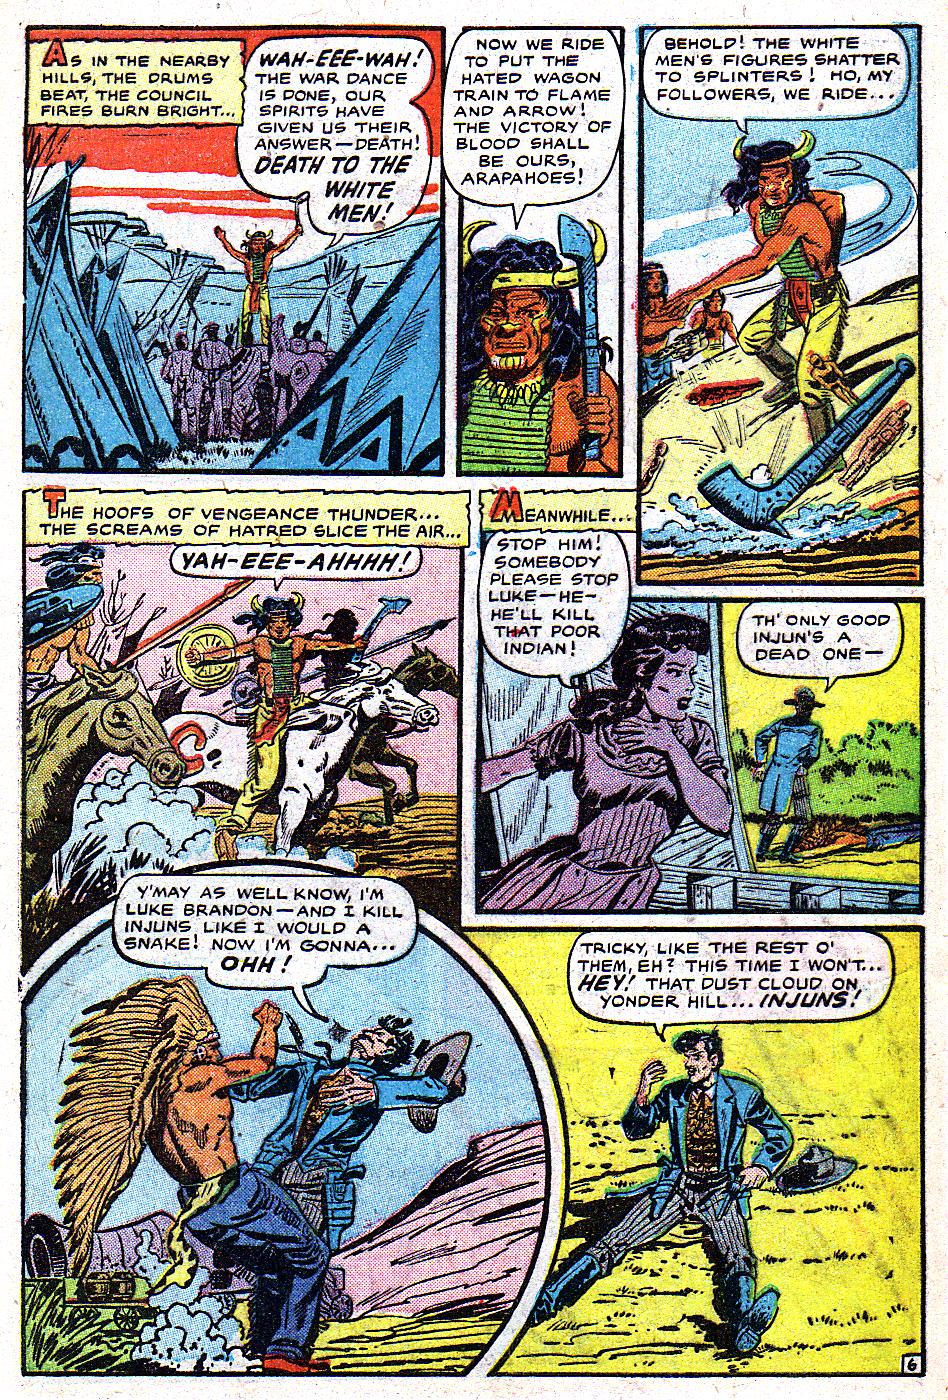 AS IN THE NEARBY
HILLS, THE DRUMS
BEAT, THE COUNCIL
FIRES BURN BRIGHT...
WAH-EEE-WAH!
THE WAR DANCE
IS DONE, OUR
SPIRITS HAVE
GIVEN US THEIR
ANSWER—DEATH!
DEATH TO THE
WHITE
MEN!
NOW WE RIDE
TO PUT THE
HATED WAGON
TRAIN TO FLAME
AND ARROW!
THE VICTORY OF
BLOOD SHALL
BE OURS,
ARAPAHOES!
BEHOLD! THE WHITE
MEN'S FIGURES SHATTER
TO SPLINTERS! HO, MY
FOLLOWERS, WE RIDE...
THE HOOFS OF VENGEANCE THUNDER...
THE SCREAMS OF HATRED SLICE THE AIR...
YAH-EEE-AHHHH!
MEANWHILE...
STOP HIM!
SOMEBODY
PLEASE STOP
LUKE—HE—
HE'LL KILL
THAT POOR
INDIAN!
TH' ONLY GOOD
INJUN'S A
DEAD ONE—
Y'MAY AS WELL KNOW, I'M
LUKE BRANDON—AND I KILL
INJUNS LIKE I WOULD A
SNAKE! NOW I'M GONNA...
OHH!
TRICKY, LIKE THE REST O'
THEM, EH? THIS TIME I WON'T...
HEY! THAT DUST CLOUD ON
YONDER HILL... INJUNS!
6